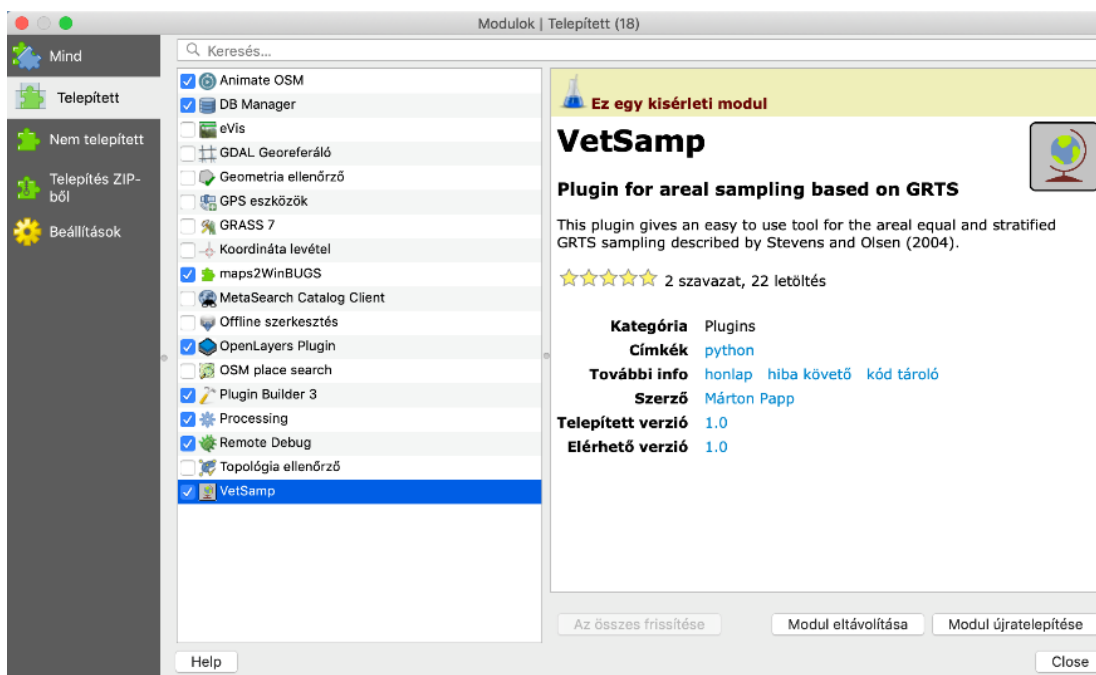 Modulok | Telepített (18)
Mind
Telepített
Nem telepített
Telepítés ZIP-
ből
Beállítások
Keresés...
Animate OSM
DB Manager
eVis
GDAL Georeferáló
Geometria ellenőrző
GPS eszközök
GRASS 7
Koordináta levétel
maps2WinBUGS
MetaSearch Catalog Client
Offline szerkesztés
OpenLayers Plugin
OSM place search
Plugin Builder 3
Processing
Remote Debug
Topológia ellenőrző
VetSamp
Ez egy kisérleti modul
VetSamp
Plugin for areal sampling based on GRTS
This plugin gives an easy to use tool for the areal equal and stratified
GRTS sampling described by Stevens and Olsen (2004).
2 szavazat, 22 letöltés
Kategória Plugins
Címkék python
További info honlap hiba követő kód tároló
Szerző Márton Papp
Telepített verzió 1.0
Elérhető verzió 1.0
Az összes frissítése Modul eltávolítása Modul újratelepítése
Help Close